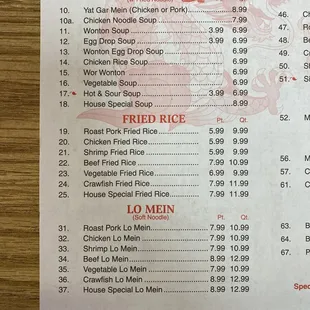 10. Yat Gar Mein (Chicken or Pork) 8.99
10a. Chicken Noodle Soup 7.99
11. Wonton Soup 3.99 6.99
12. Egg Drop Soup 3.99 6.99
13. Wonton Egg Drop Soup 6.99
14. Chicken Rice Soup 6.99
15. Wor Wonton 6.99
16. Vegetable Soup 6.99
17. Hot & Sour Soup 3.99 6.99
18. House Special Soup 8.99
FRIED RICE Pt. Qt.
19. Roast Pork Fried Rice 5.99 9.99
20. Chicken Fried Rice 5.99 9.99
21. Shrimp Fried Rice 5.99 9.99
22. Beef Fried Rice 7.99 10.99
23. Vegetable Fried Rice 6.99 9.99
24. Crawfish Fried Rice 7.99 11.99
25. House Special Fried Rice 7.99 11.99
LO MEIN
(Soft Noodle) Pt. Qt.
31. Roast Pork Lo Mein 7.99 10.99
32. Chicken Lo Mein 7.99 10.99
33. Shrimp Lo Mein 7.99 10.99
34. Beef Lo Mein 8.99 12.99
35. Vegetable Lo Mein 7.99 10.99
36. Crawfish Lo Mein 8.99 12.99
37. House Special Lo Mein 8.99 12.99
46.
47.
48.
49.
50.
51.
52.
56.
57.
61.
63.
64.
67.
Spec